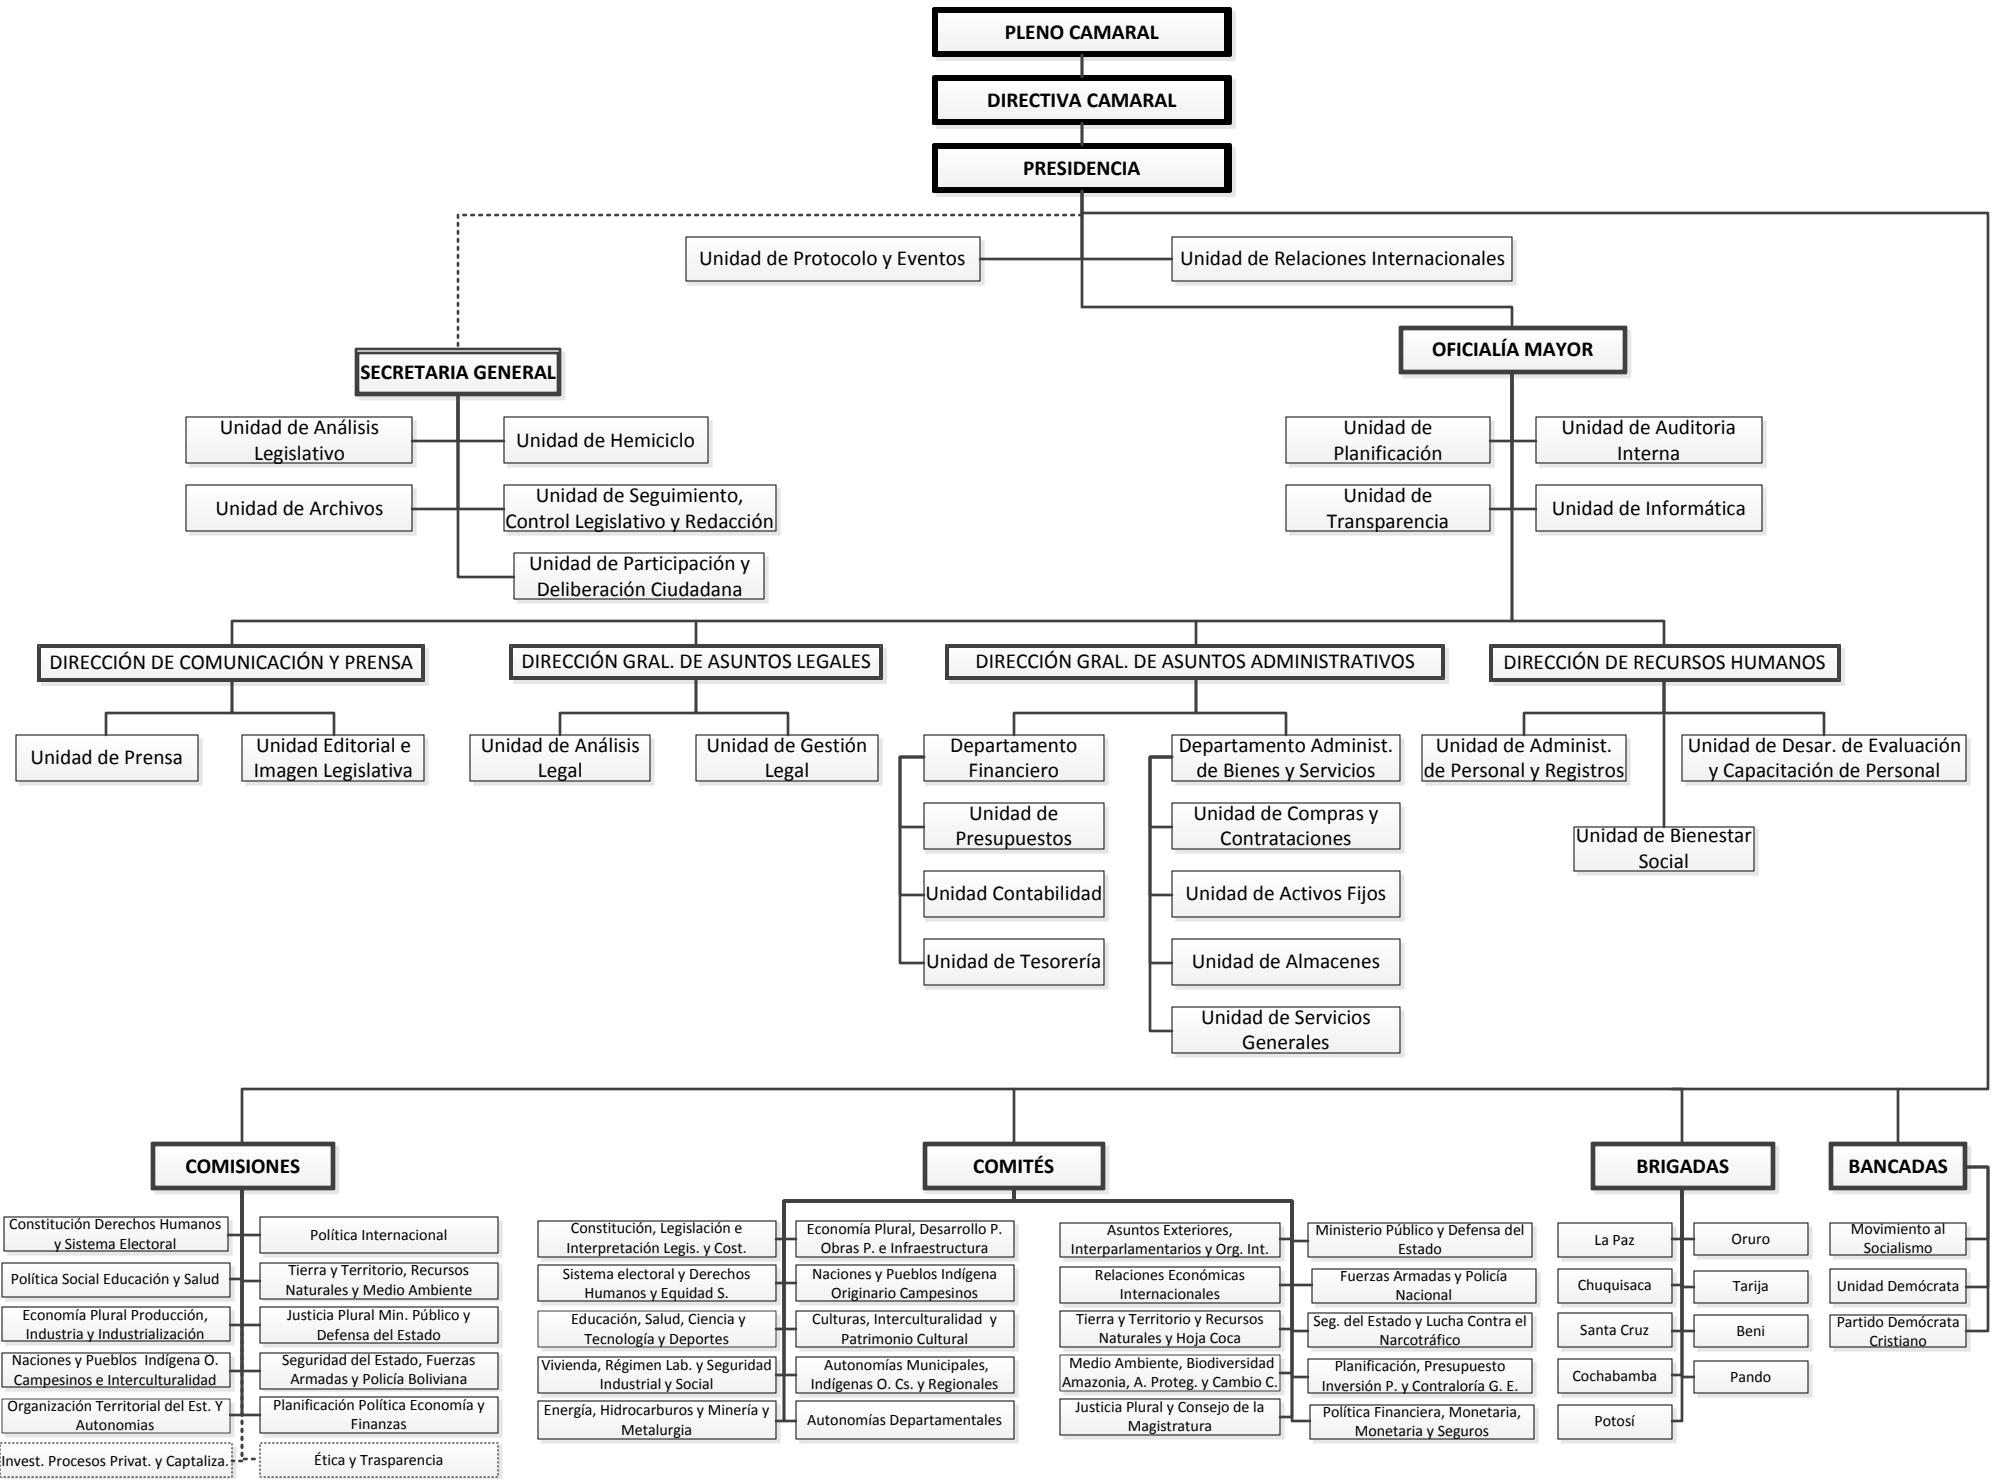 PLENO CAMARAL
DIRECTIVA CAMARAL
PRESIDENCIA
Unidad de Protocolo y Eventos
Unidad de Relaciones Internacionales
OFICIALÍA MAYOR
SECRETARIA GENERAL
Unidad de Análisis
Legislativo
Unidad de Hemiciclo
Unidad de Archivos
Unidad de Seguimiento,
Control Legislativo y Redacción
Unidad de Participación y
Deliberación Ciudadana
Unidad de
Planificación
Unidad de Auditoria
Interna
Unidad de
Transparencia
Unidad de Informática
DIRECCIÓN DE COMUNICACIÓN Y PRENSA
DIRECCIÓN GRAL. DE ASUNTOS LEGALES
DIRECCIÓN GRAL. DE ASUNTOS ADMINISTRATIVOS
DIRECCIÓN DE RECURSOS HUMANOS
Unidad de Prensa
Unidad Editorial e
Imagen Legislativa
Unidad de Análisis
Legal
Unidad de Gestión
Legal
Departamento
Financiero
Unidad de
Presupuestos
Unidad Contabilidad
Unidad de Tesorería
Departamento Administ.
de Bienes y Servicios
Unidad de Compras y
Contrataciones
Unidad de Activos Fijos
Unidad de Almacenes
Unidad de Servicios
Generales
Unidad de Administ.
de Personal y Registros
Unidad de Desar. de Evaluación
y Capacitación de Personal
Unidad de Bienestar
Social
COMISIONES
Constitución Derechos Humanos
y Sistema Electoral
Política Internacional
Política Social Educación y Salud
Tierra y Territorio, Recursos
Naturales y Medio Ambiente
Economía Plural Producción,
Industria y Industrialización
Justicia Plural Min. Público y
Defensa del Estado
Naciones y Pueblos Indígena O.
Campesinos e Interculturalidad
Seguridad del Estado, Fuerzas
Armadas y Policía Boliviana
Organización Territorial del Est. Y
Autonomias
Planificación Política Economía y
Finanzas
Invest. Procesos Privat. y Captaliza.
Ética y Trasparencia
COMITÉS
Constitución, Legislación e
Interpretación Legis. y Cost.
Economía Plural, Desarrollo P.
Obras P. e Infraestructura
Sistema electoral y Derechos
Humanos y Equidad S.
Naciones y Pueblos Indígena
Originario Campesinos
Educación, Salud, Ciencia y
Tecnología y Deportes
Culturas, Interculturalidad y
Patrimonio Cultural
Vivienda, Régimen Lab. y Seguridad
Industrial y Social
Autonomías Municipales,
Indígenas O. Cs. y Regionales
Energía, Hidrocarburos y Minería y
Metalurgia
Autonomías Departamentales
Asuntos Exteriores,
Interparlamentarios y Org. Int.
Ministerio Público y Defensa del
Estado
Relaciones Económicas
Internacionales
Fuerzas Armadas y Policía
Nacional
Tierra y Territorio y Recursos
Naturales y Hoja Coca
Seg. del Estado y Lucha Contra el
Narcotráfico
Medio Ambiente, Biodiversidad
Amazonia, A. Proteg. y Cambio C.
Planificación, Presupuesto
Inversión P. y Contraloría G. E.
Justicia Plural y Consejo de la
Magistratura
Política Financiera, Monetaria,
Monetaria y Seguros
BRIGADAS
La Paz
Oruro
Chuquisaca
Tarija
Santa Cruz
Beni
Cochabamba
Pando
Potosí
BANCADAS
Movimiento al
Socialismo
Unidad Demócrata
Partido Demócrata
Cristiano